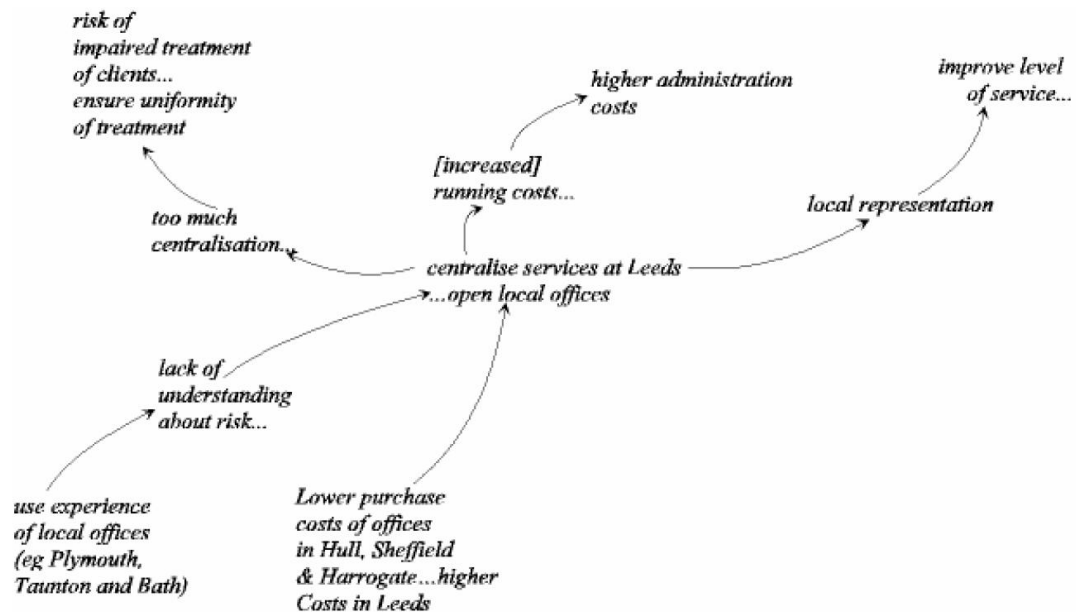 risk of
impaired treatment
of clients...
ensure uniformity
of treatment
higher administration
costs
improve level
of service...
[increased]
running costs...
too much
centralisation...
local representation
centralise services at Leeds
...open local offices
lack of
understanding
about risk...
use experience
of local offices
(eg Plymouth,
Taunton and Bath)
Lower purchase
costs of offices
in Hull, Sheffield
& Harrogate...higher
Costs in Leeds